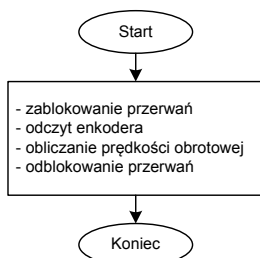 Start
- zablokowanie przerwań
- odczyt enkodera
- obliczanie prędkości obrotowej
- odblokowanie przerwań
Koniec